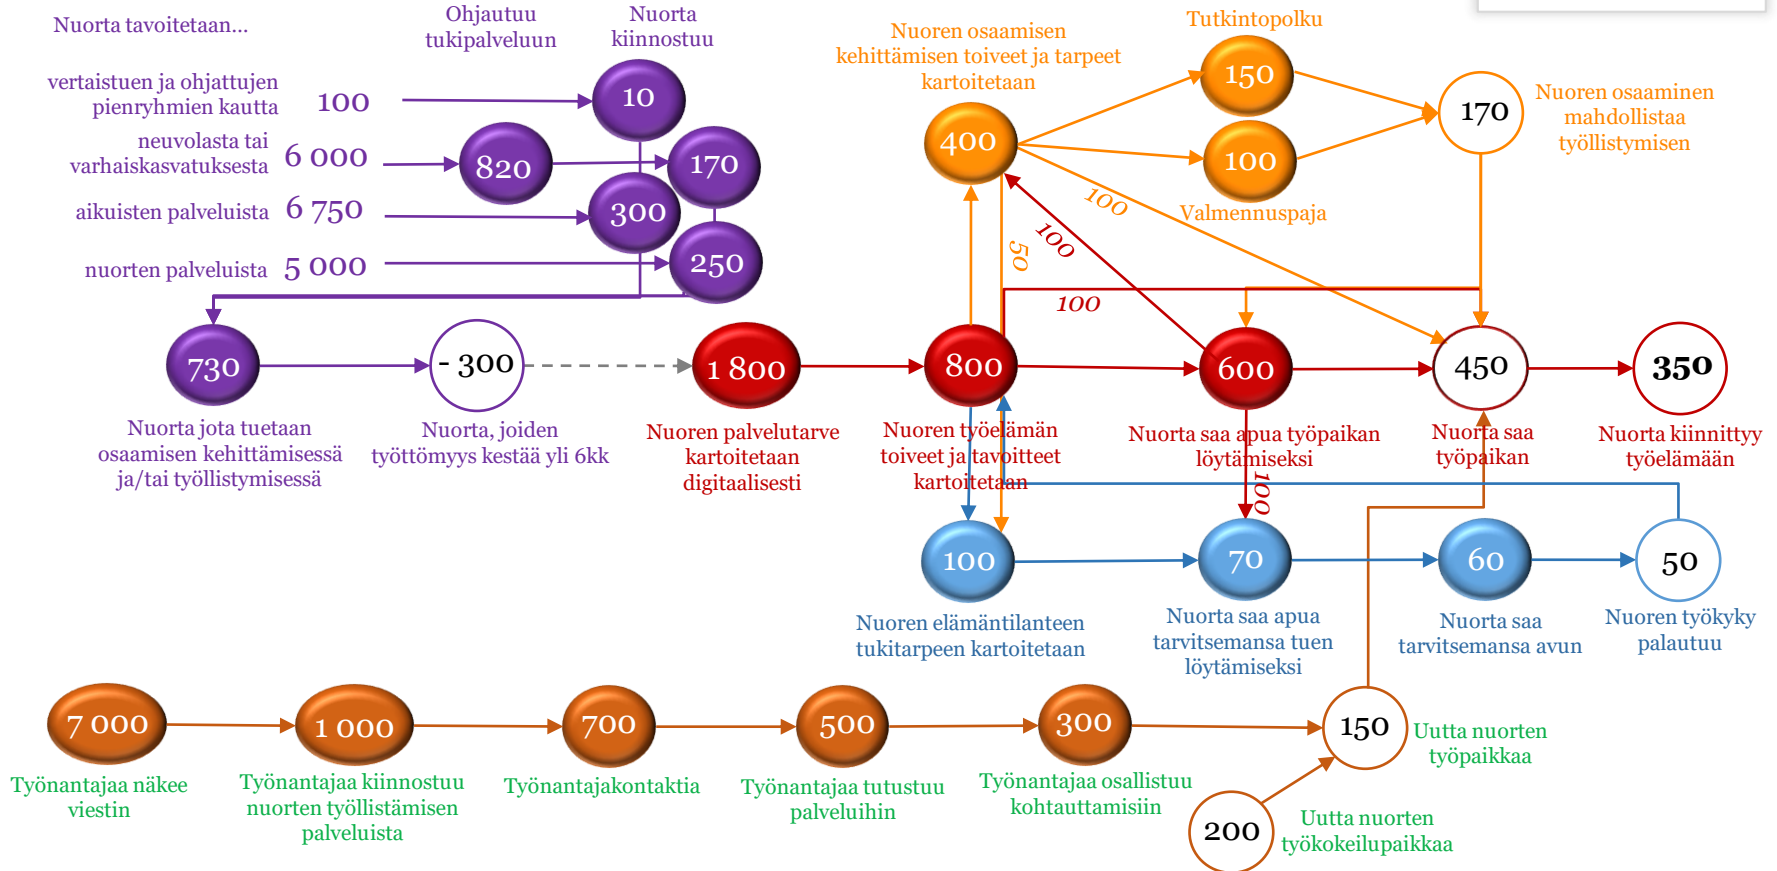 Nuorta tavoitetaan...
Ohjautuu
tukipalveluun
Nuorta
kiinnostuu
vertaistuen ja ohjattujen
pienryhmien kautta
100
10
neuvolasta tai
varhaiskasvatuksesta
6 000
820
170
aikuisten palveluista
6 750
300
nuorten palveluista
5 000
250
Nuoren osaamisen
kehittämisen toiveet ja tarpeet
kartoitetaan
400
Tutkintopolku
150
100
Valmennuspaja
170
Nuoren osaaminen
mahdollistaa
työllistymisen
100
100
50
100
730
Nuorta jota tuetaan
osaamisen kehittämisessä
ja/tai työllistymisessä
- 300
Nuorta, joiden
työttömyys kestää yli 6kk
1 800
Nuoren palvelutarve
kartoitetaan
digitaalisesti
800
Nuoren työelämän
toiveet ja tavoitteet
kartoitetaan
600
Nuorta saa apua työpaikan
löytämiseksi
450
Nuorta saa
työpaikan
350
Nuorta kiinnittyy
työelämään
100
100
Nuoren elämäntilanteen
tukitarpeen kartoitetaan
70
Nuorta saa apua
tarvitsemansa tuen
löytämiseksi
60
Nuorta saa
tarvitsemansa avun
50
Nuoren työkyky
palautuu
7 000
Työnantajaa näkee
viestin
1 000
Työnantajaa kiinnostuu
nuorten työllistämisen
palveluista
700
Työnantajakontaktia
500
Työnantajaa tutustuu
palveluihin
300
Työnantajaa osallistuu
kohtauttamisiin
150
Uutta nuorten
työpaikkaa
200
Uutta nuorten
työkokeilupaikkaa